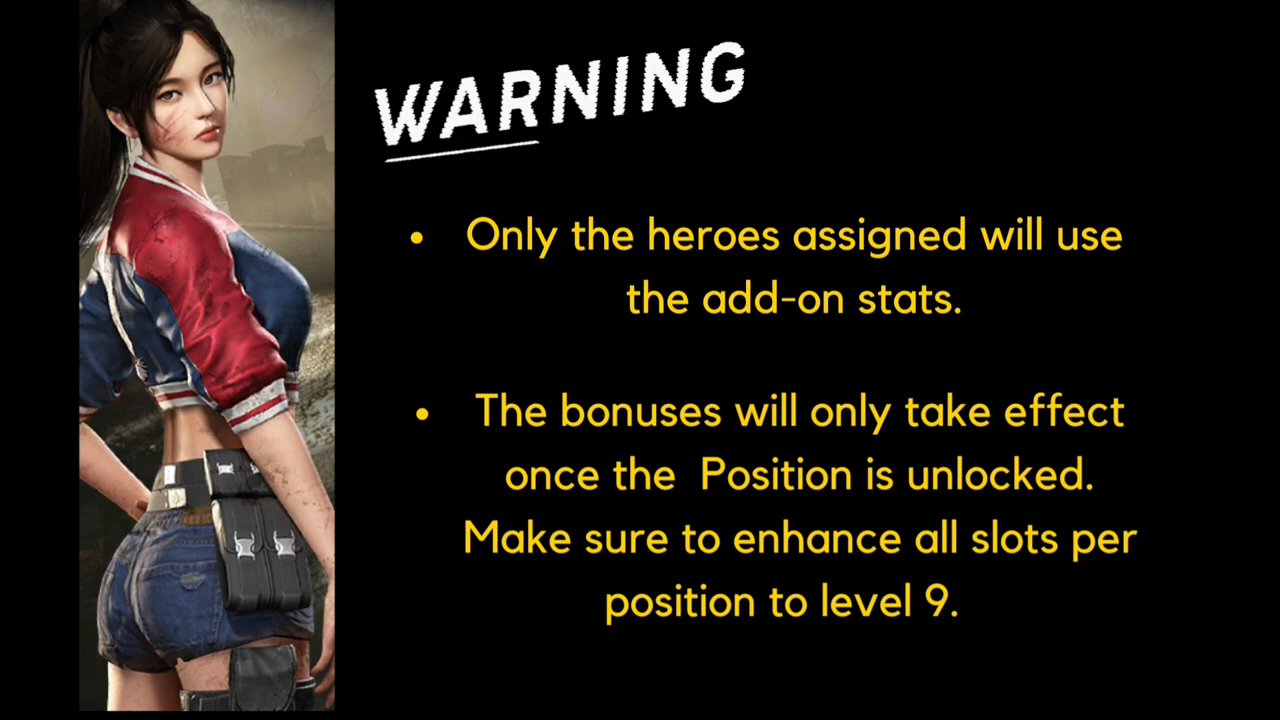 WARNING
• Only the heroes assigned will use
the add-on stats.
• The bonuses will only take effect
once the  Position is unlocked.
Make sure to enhance all slots per
position to level 9.